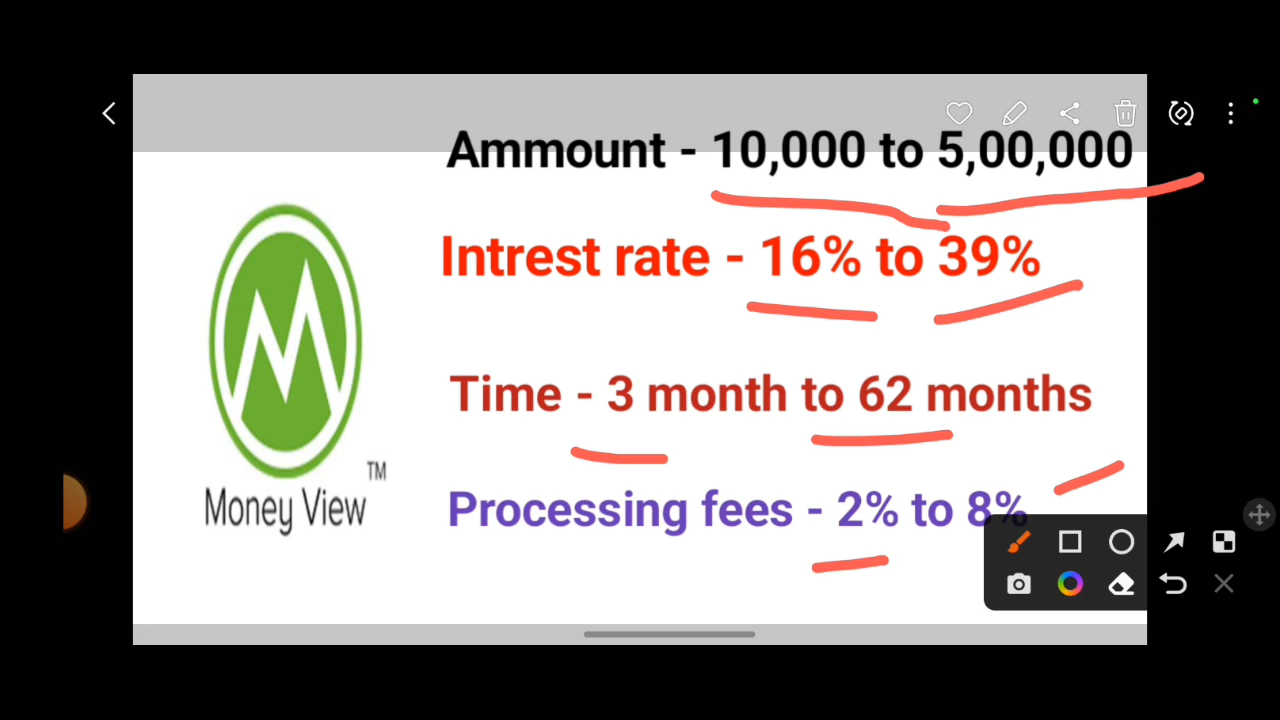 Ammount - 10,000 to 5,00,000
Intrest rate - 16% to 39%
Time - 3 month to 62 months
TM
Money View
Processing fees - 2% to 8%